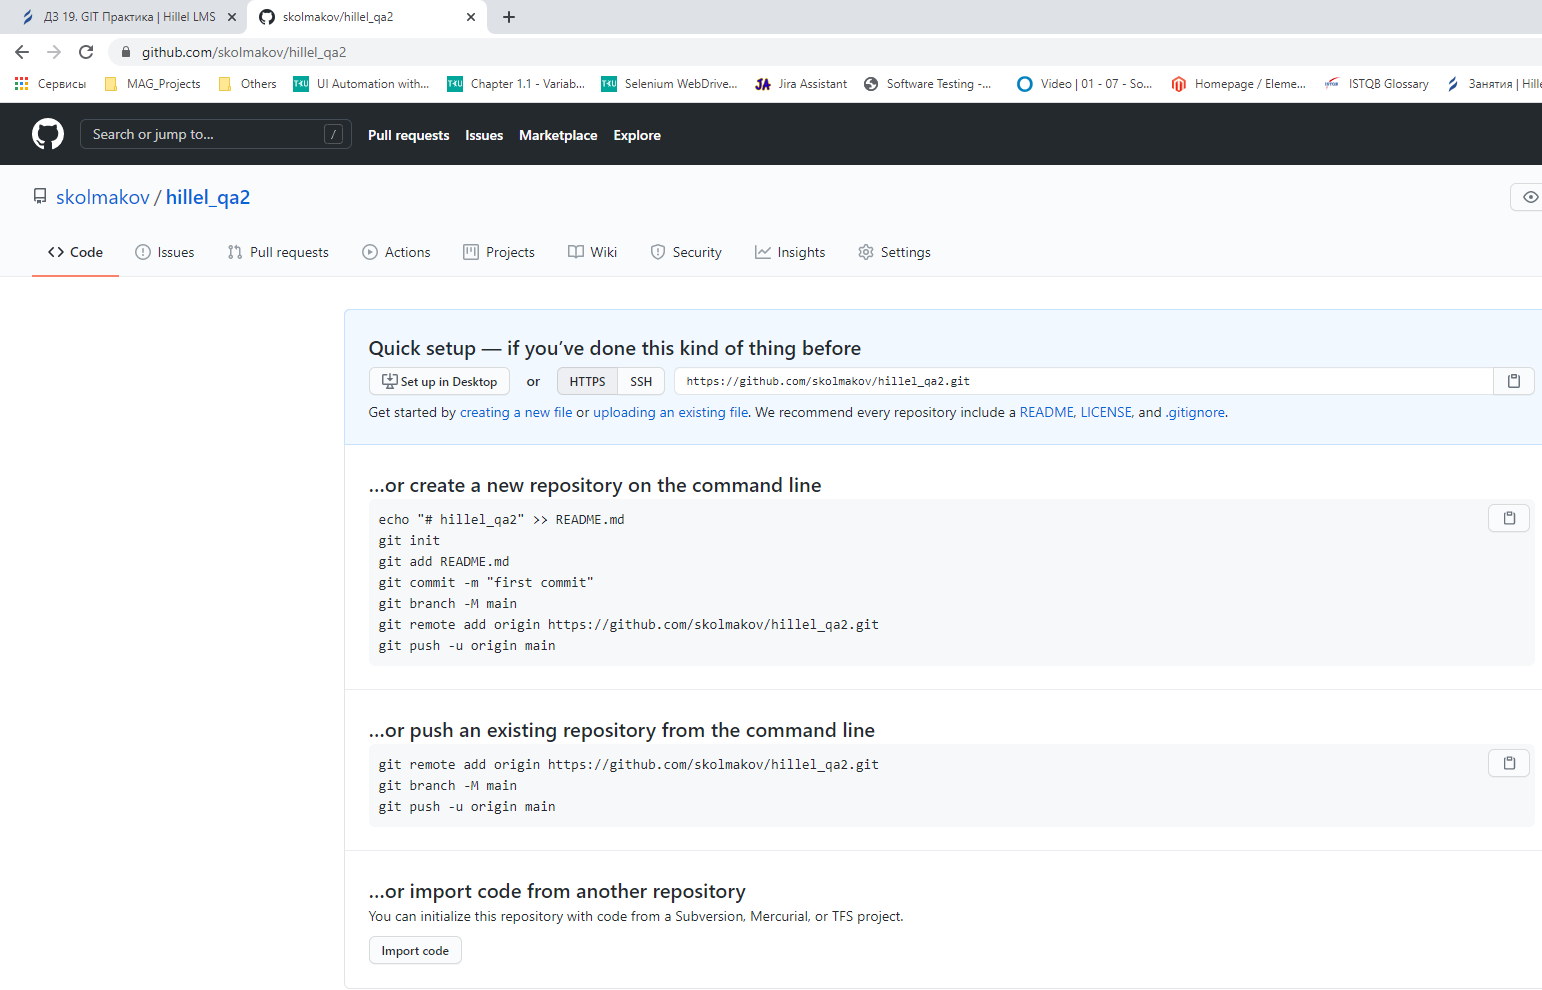 ДЗ 19. GIT Практика | Hillel LMS
skolmakov/hillel_qa2
github.com/skolmakov/hillel_qa2
Сервисы MAG_Projects Others T4U UI Automation with... T4U Chapter 1.1 - Variab... T4U Selenium WebDrive... JA Jira Assistant Software Testing -... Video | 01 - 07 - So... Homepage / Eleme... ISTQB Glossary Занятия | Hille
Search or jump to... / Pull requests Issues Marketplace Explore
skolmakov / hillel_qa2
Code Issues Pull requests Actions Projects Wiki Security Insights Settings
Quick setup — if you've done this kind of thing before
Set up in Desktop or HTTPS SSH https://github.com/skolmakov/hillel_qa2.git
Get started by creating a new file or uploading an existing file. We recommend every repository include a README, LICENSE, and .gitignore.
...or create a new repository on the command line
echo "# hillel_qa2" >> README.md
git init
git add README.md
git commit -m "first commit"
git branch -M main
git remote add origin https://github.com/skolmakov/hillel_qa2.git
git push -u origin main
...or push an existing repository from the command line
git remote add origin https://github.com/skolmakov/hillel_qa2.git
git branch -M main
git push -u origin main
...or import code from another repository
You can initialize this repository with code from a Subversion, Mercurial, or TFS project.
Import code